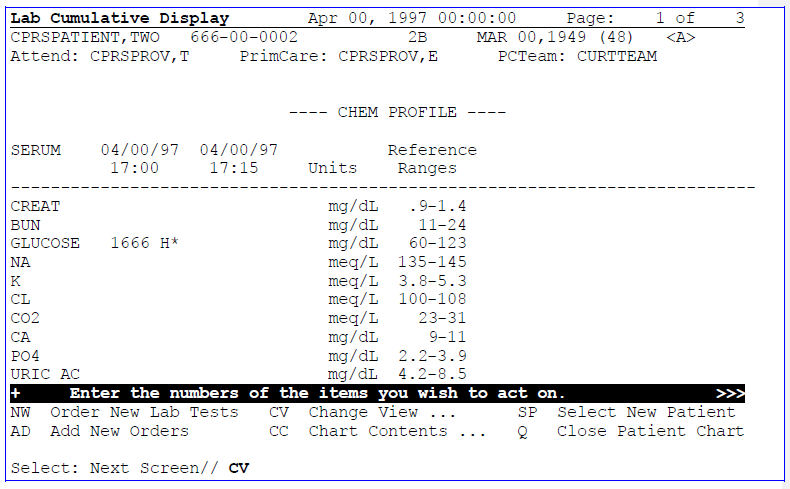 Lab Cumulative Display        Apr 00, 1997 00:00:00     Page:    1 of    3
CPRSPATIENT,TWO   666-00-0002           2B     MAR 00,1949 (48)   <A>
Attend: CPRSPROV,T     PrimCare: CPRSPROV,E      PCTeam: CURTTEAM
---- CHEM PROFILE ----
SERUM    04/00/97  04/00/97           Reference
17:00     17:15     Units    Ranges
---------------------------------------------------------------------------
CREAT                           mg/dL   .9-1.4
BUN                             mg/dL    11-24
GLUCOSE   1666 H*               mg/dL   60-123
NA                              meq/L  135-145
K                               meq/L  3.8-5.3
CL                              meq/L  100-108
CO2                             meq/L    23-31
CA                              mg/dL     9-11
PO4                             mg/dL  2.2-3.9
URIC AC                         mg/dL  4.2-8.5
+     Enter the numbers of the items you wish to act on.               >>>
NW  Order New Lab Tests   CV  Change View ...      SP  Select New Patient
AD  Add New Orders        CC  Chart Contents ...   Q   Close Patient Chart
Select: Next Screen// CV